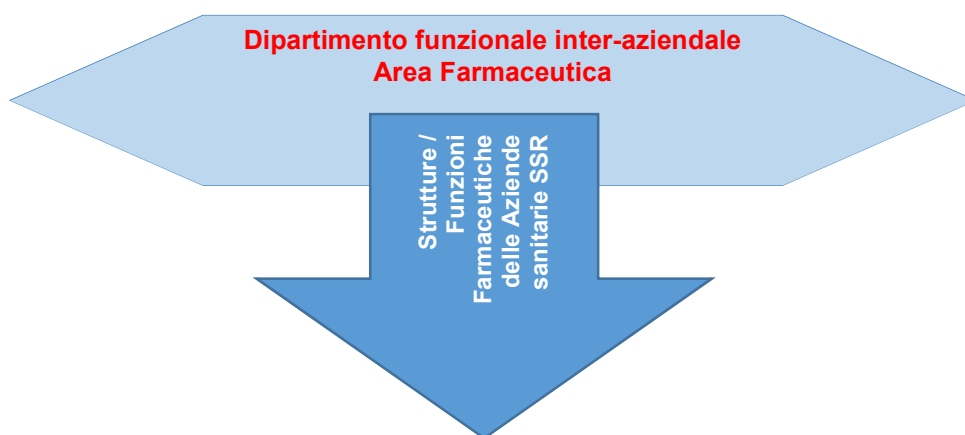 Dipartimento funzionale inter-aziendale
Area Farmaceutica
Strutture /
Funzioni
Farmaceutiche
delle Aziende
sanitarie SSR